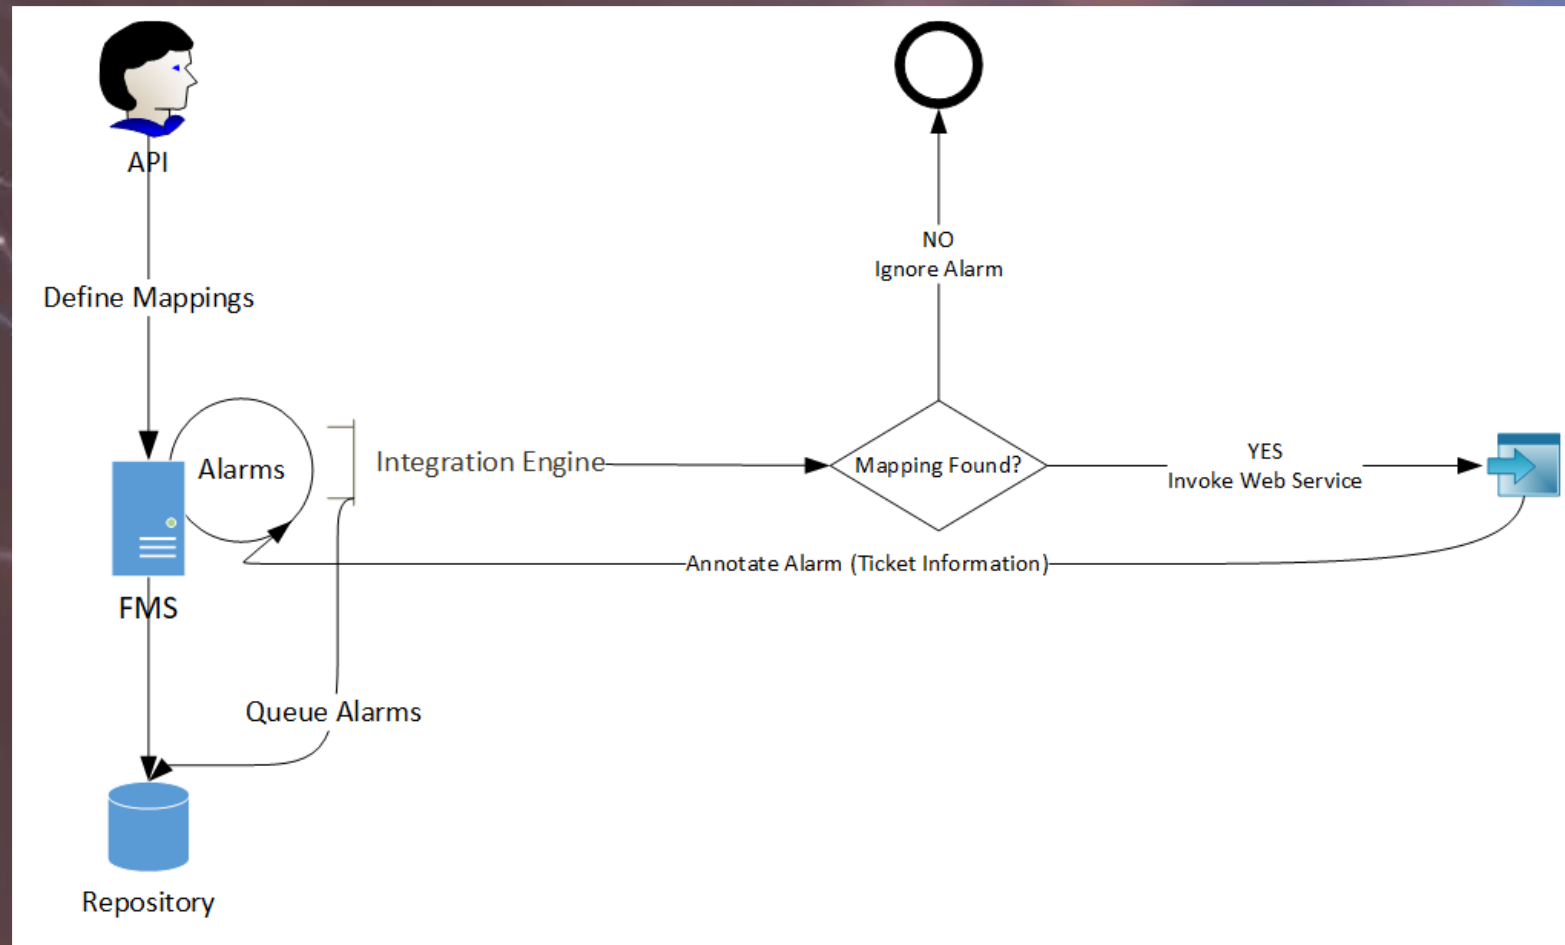 API
Define Mappings
NO
Ignore Alarm
Alarms
Integration Engine
Mapping Found?
YES
Invoke Web Service
Annotate Alarm (Ticket Information)
FMS
Queue Alarms
Repository